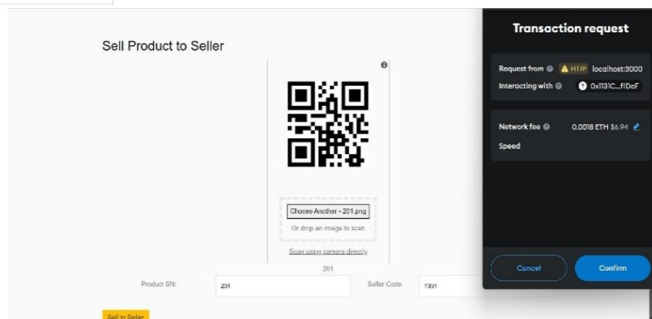 Sell Product to Seller
Choose Another - 201.png
Or drop an image to scan
Scan using camera directly
201
Product SN:
201
Seller Code
1001
Sell to Seller
Transaction request
Request from
HTTP
localhost:3000
Interacting with
Network fee
0.0018 ETH $6.94
Speed
Cancel
Confirm